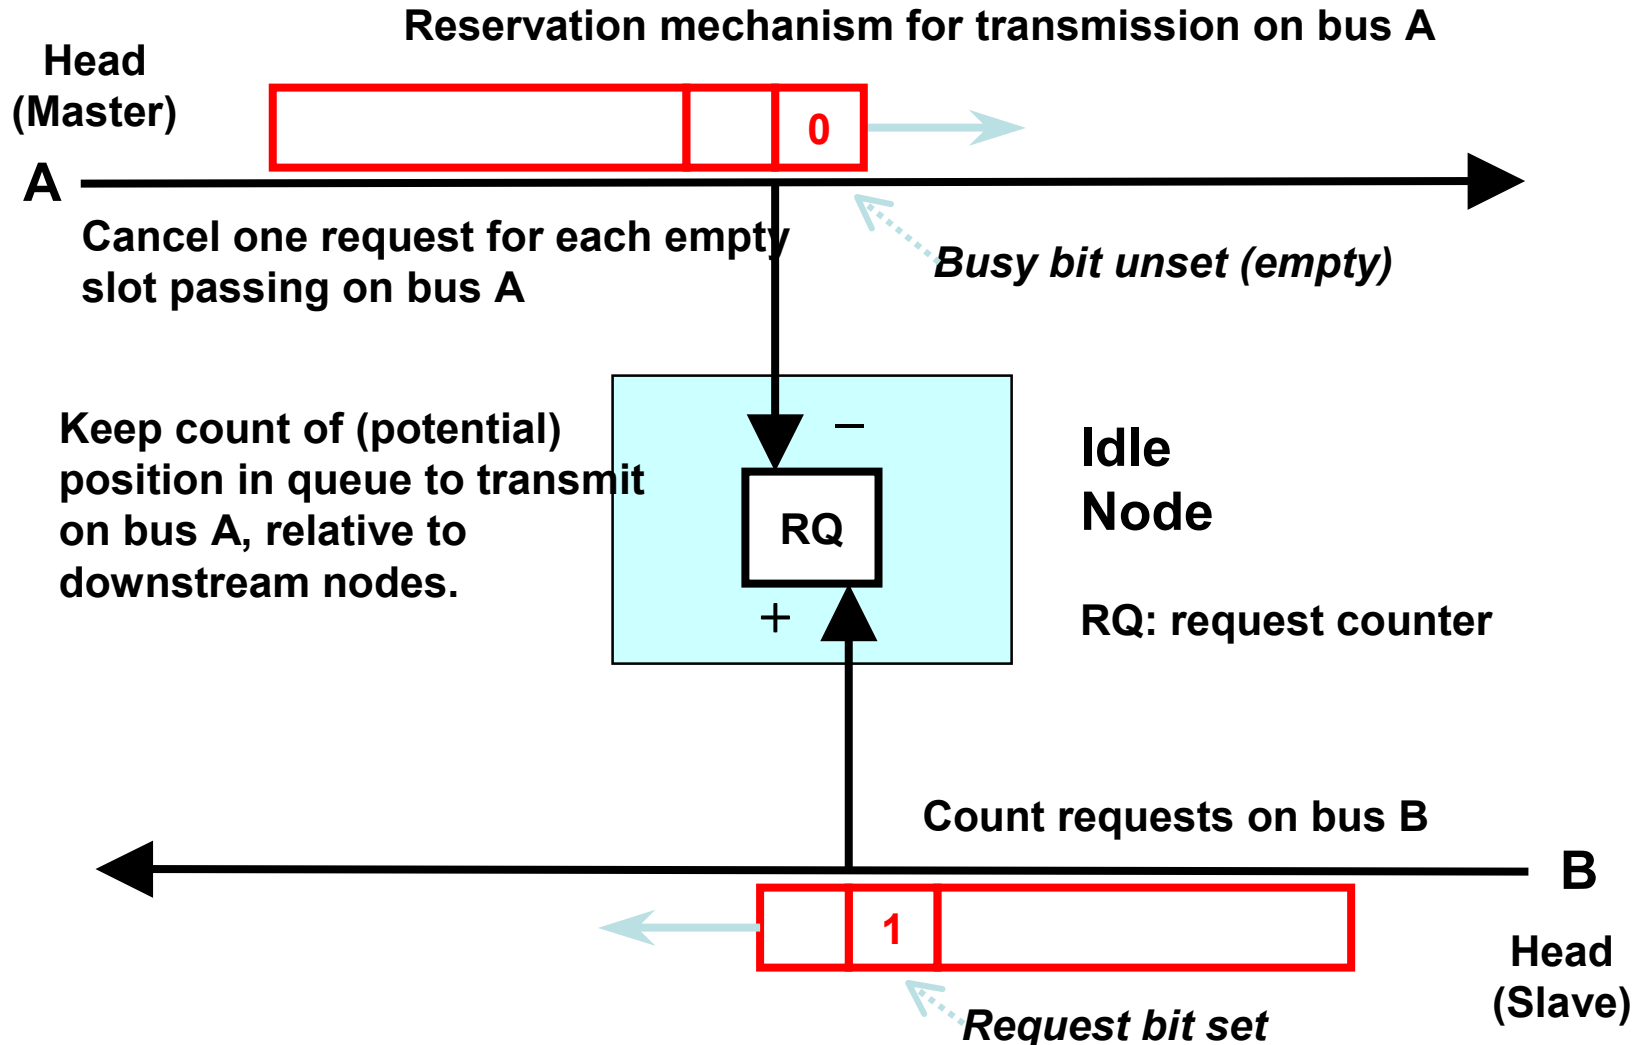 Reservation mechanism for transmission on bus A
Head
(Master)
0
A
Cancel one request for each empty
slot passing on bus A
Busy bit unset (empty)
Keep count of (potential)
position in queue to transmit
on bus A, relative to
downstream nodes.
–
RQ
+
Idle
Node
RQ: request counter
Count requests on bus B
B
1
Head
(Slave)
Request bit set